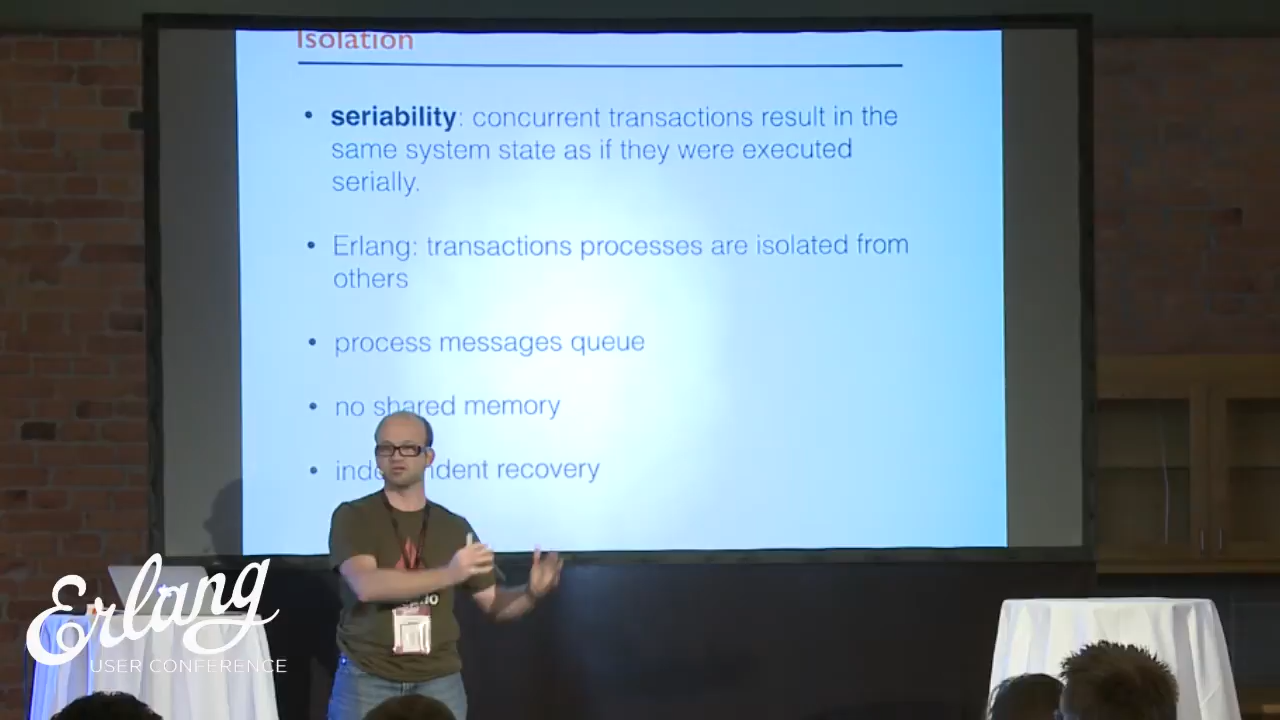 Isolation
• seriability: concurrent transactions result in the
same system state as if they were executed
serially.
• Erlang: transactions processes are isolated from
others
• process messages queue
• no shared memory
• independent recovery
Erlang
USER CONFERENCE